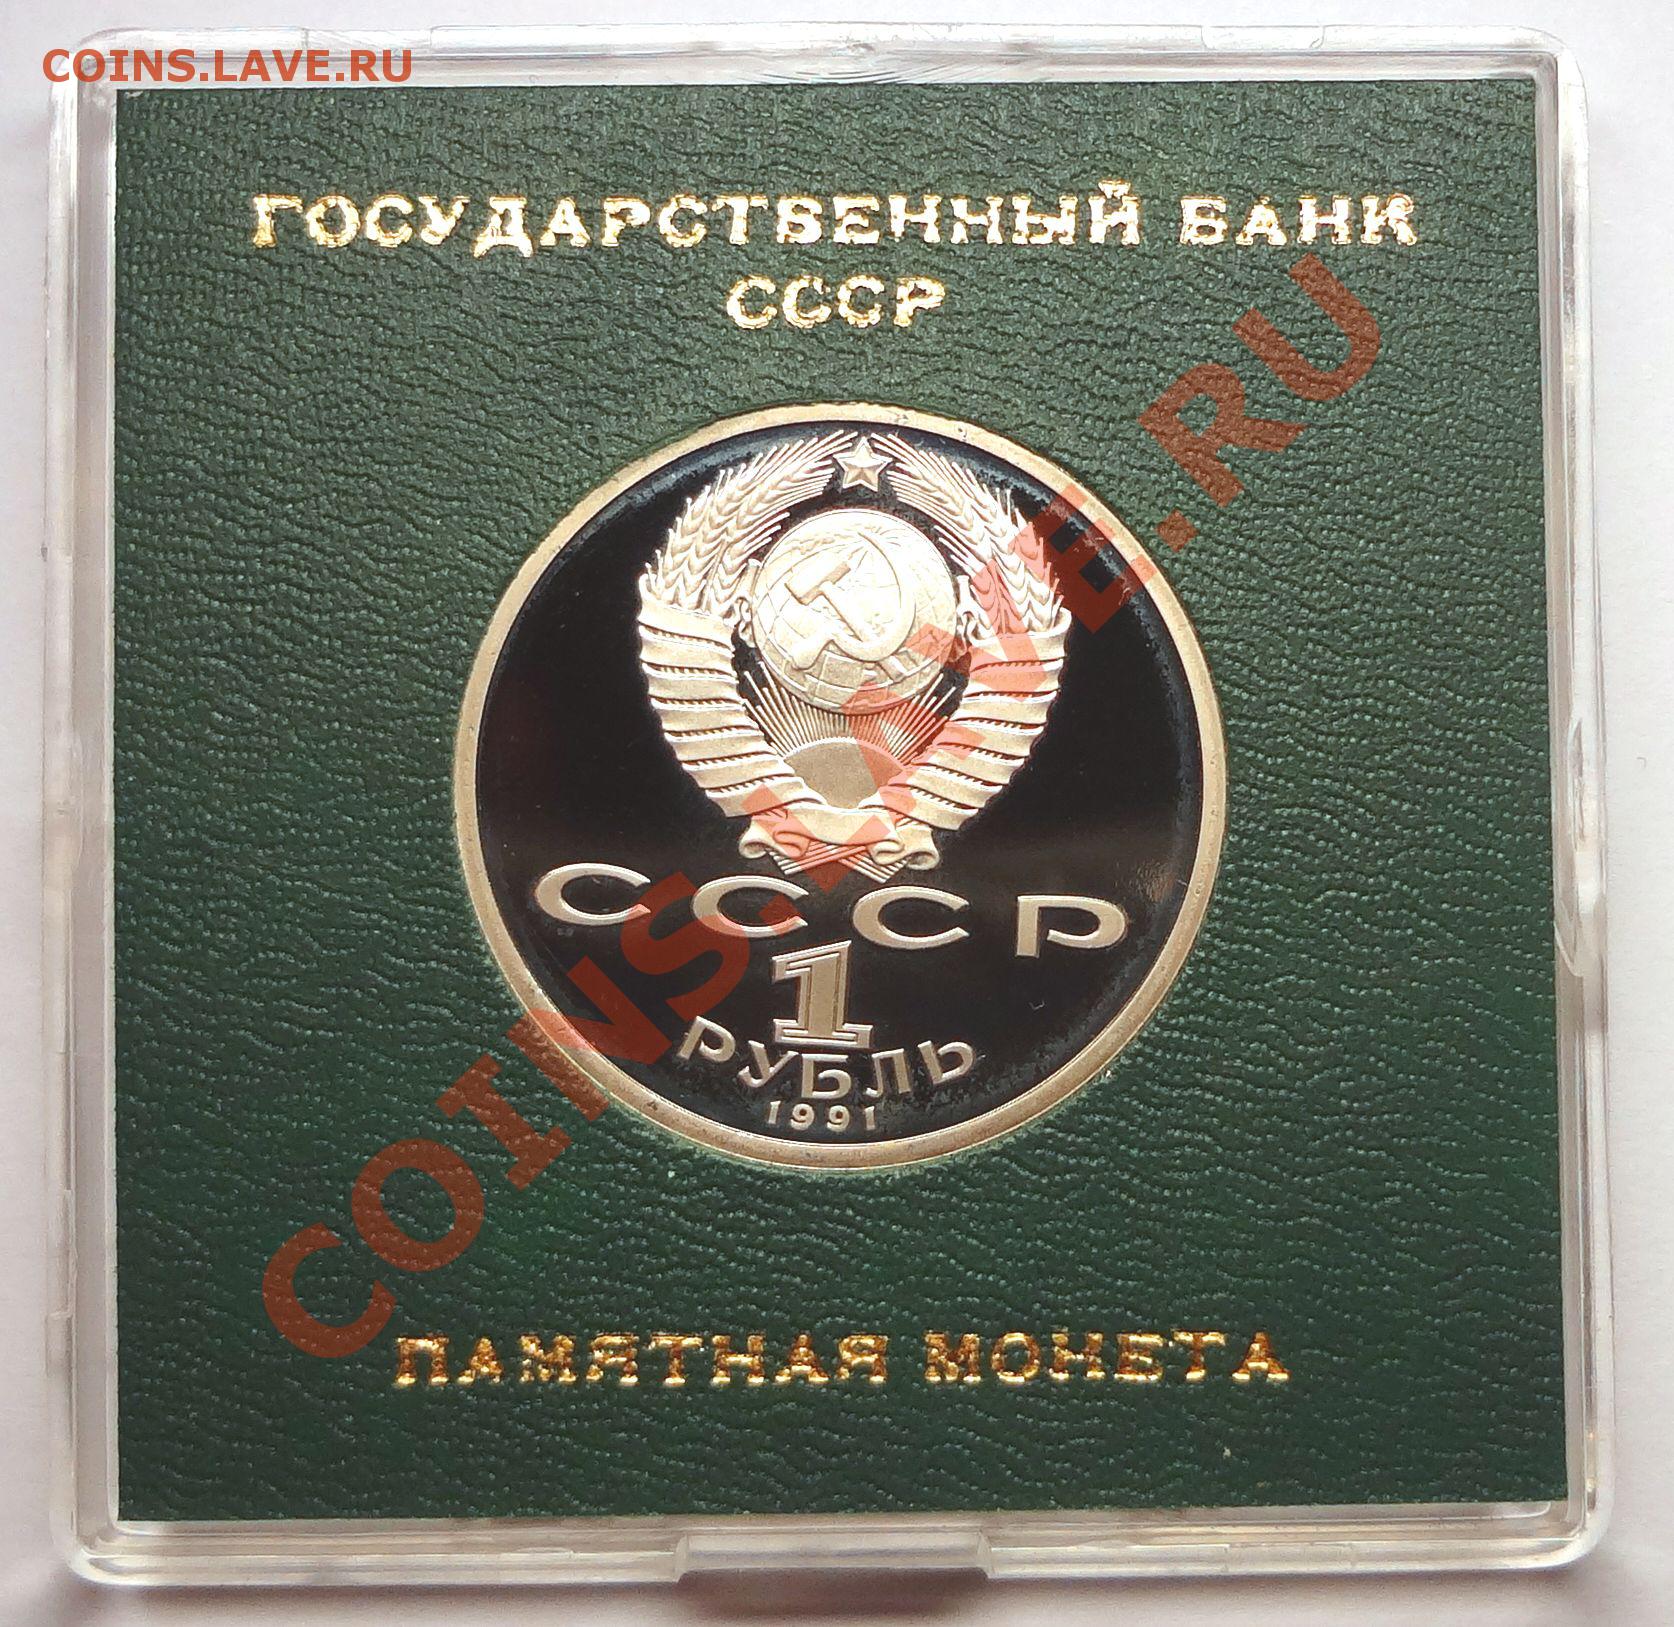 COINS.LAVE.RU
ГОСУДАРСТВЕННЫЙ БАНК
СССР
COINS.LAVE.RU
СССР
1
РУБЛЬ
1991
ПАМЯТНАЯ МОНЕТА